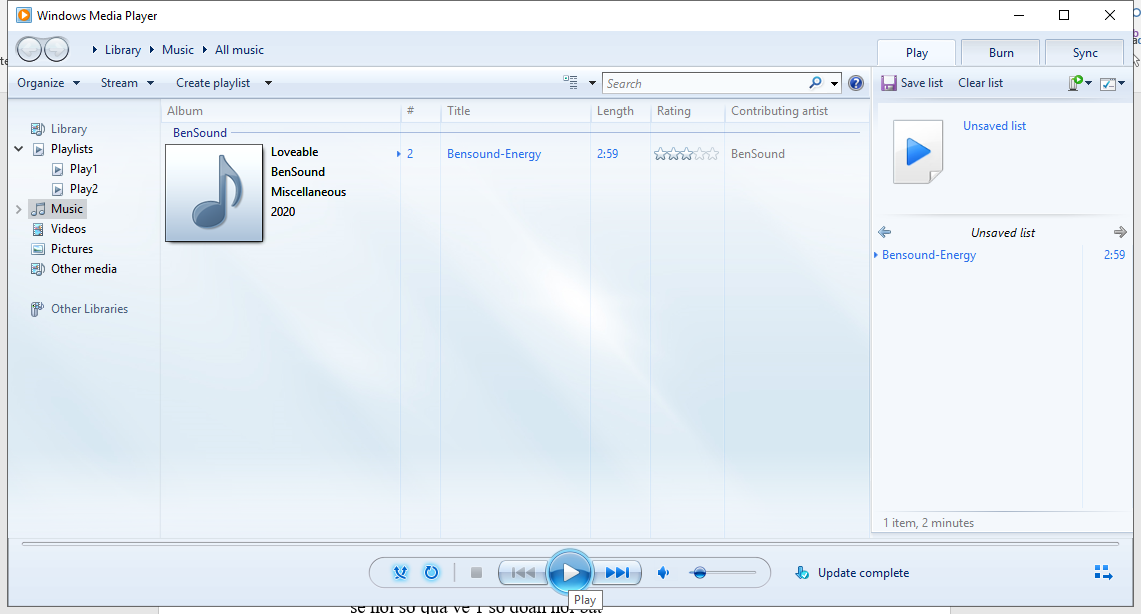 Windows Media Player
Library Music All music
Play Burn Sync
Organize Stream Create playlist Search Save list Clear list
Album # Title Length Rating Contributing artist
BenSound
Library
Playlists
Play1
Play2
Music
Videos
Pictures
Other media
Other Libraries
Loveable 2 Bensound-Energy 2:59 BenSound
BenSound
Miscellaneous
2020
Unsaved list
Unsaved list
Bensound-Energy 2:59
1 item, 2 minutes
Update complete
Play